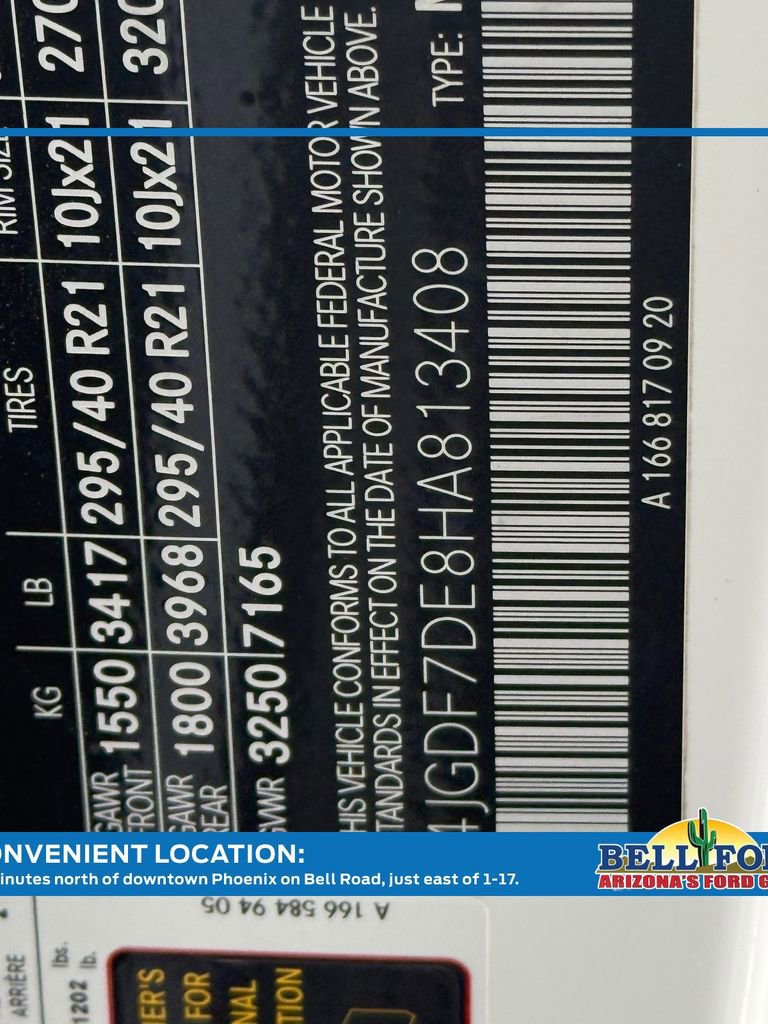 RIM SIZE
TIRES
LB
KG
GAWR FRONT 1550 3417 295/40 R21 10Jx21 270
GAWR REAR 1800 3968 295/40 R21 10Jx21 320
GVWR 3250 7165
THIS VEHICLE CONFORMS TO ALL APPLICABLE FEDERAL MOTOR VEHICLE
STANDARDS IN EFFECT ON THE DATE OF MANUFACTURE SHOWN ABOVE.
4JGDF7DE8HA813408
TYPE:
A 166 817 09 20
CONVENIENT LOCATION:
minutes north of downtown Phoenix on Bell Road, just east of 1-17.
BELL FO
ARIZONA'S FORD G
A 166 584 94 05
ARRIÈRE
lbs.
1202 lb.
ER'S
FOR
NAL
TION